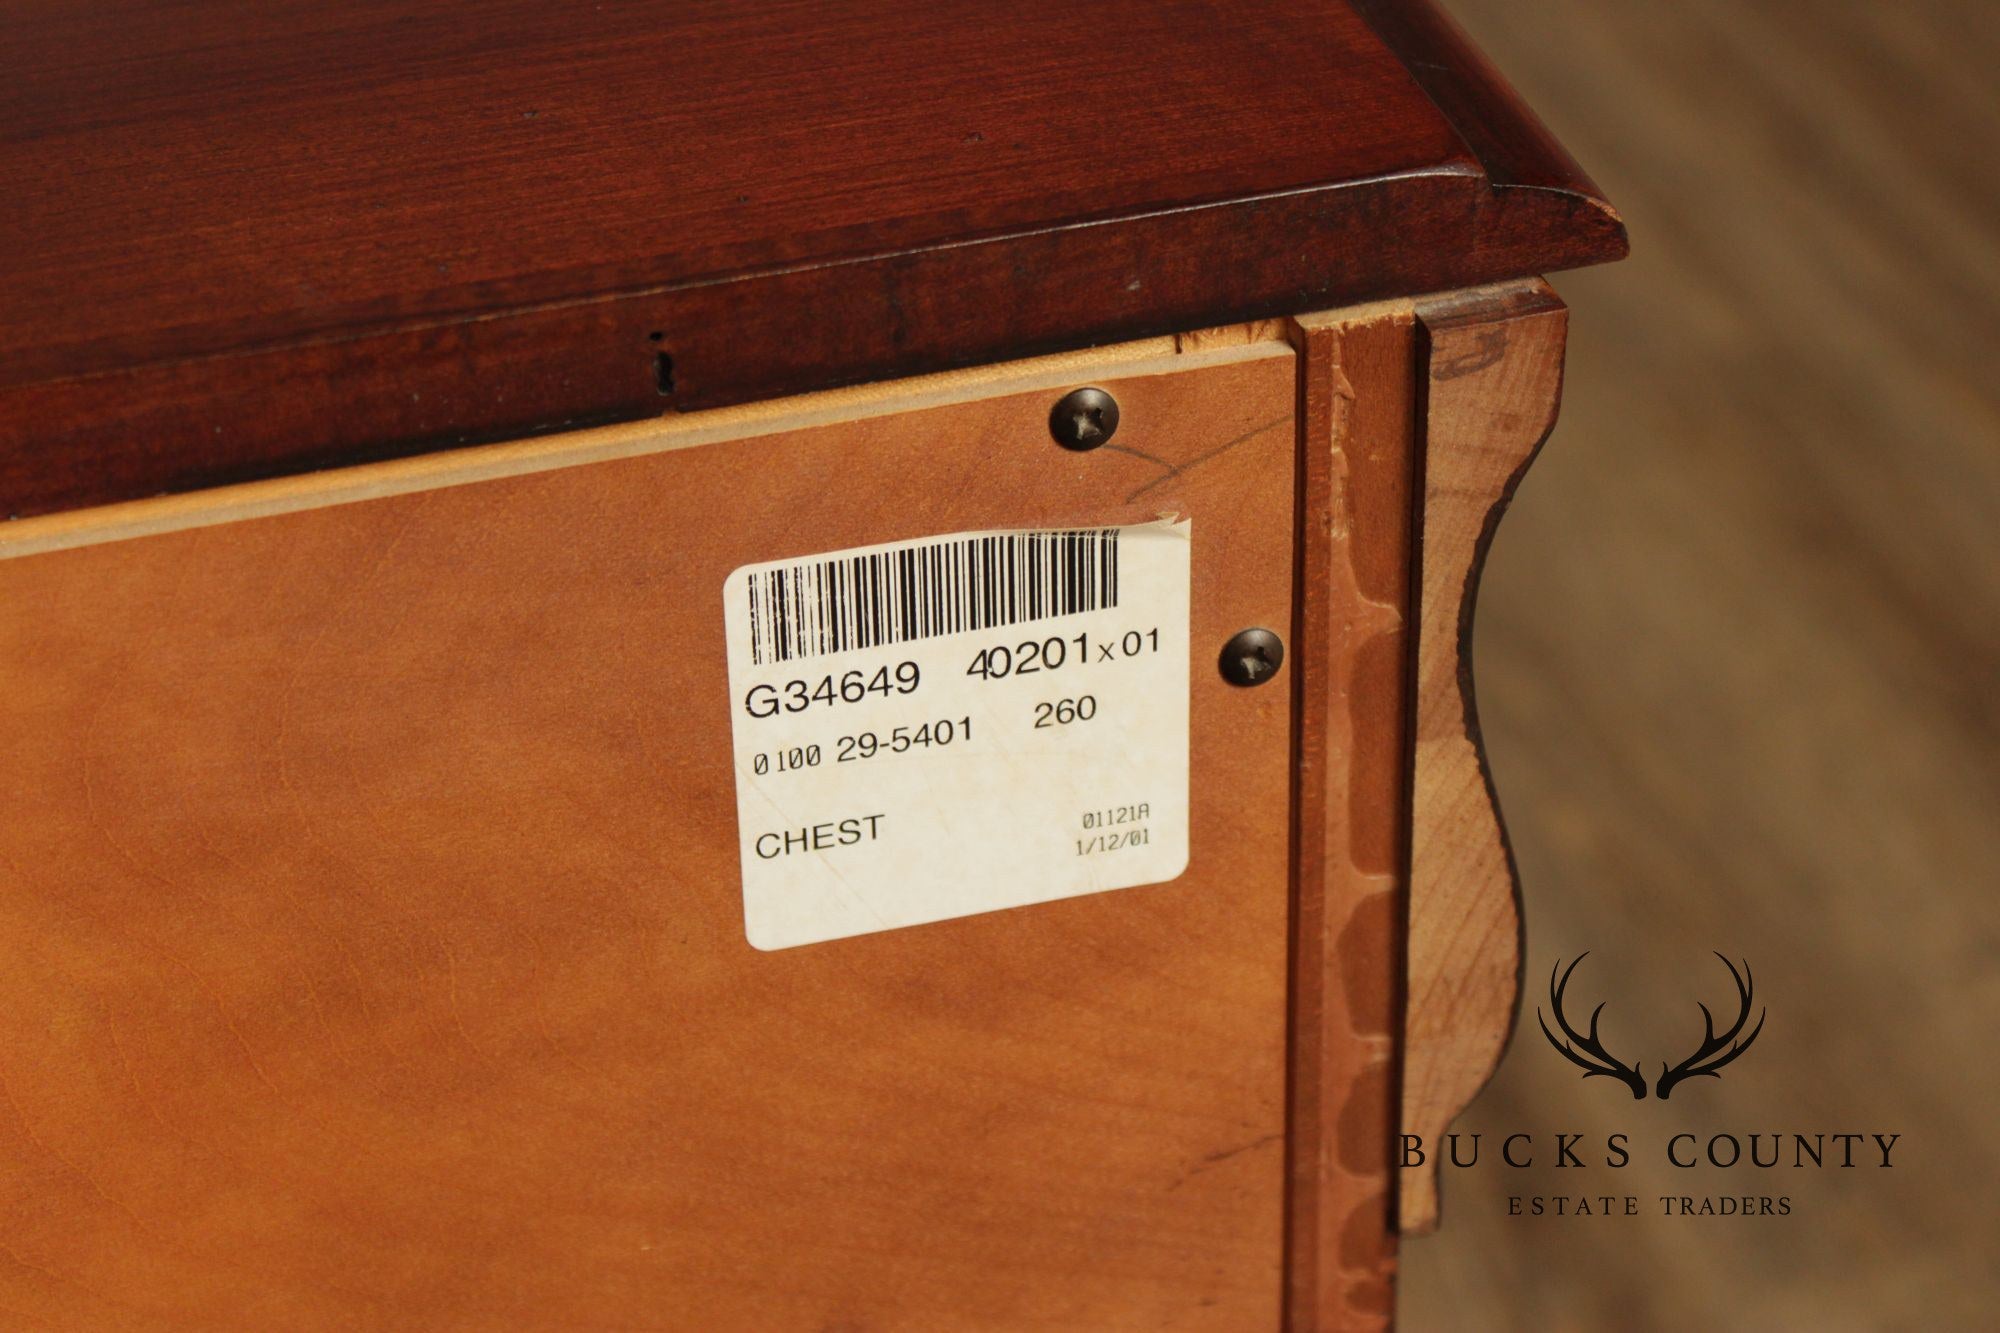 G34649 40201x01
0100 29-5401 260
CHEST
01121A
1/12/01
BUCKS COUNTY
ESTATE TRADERS